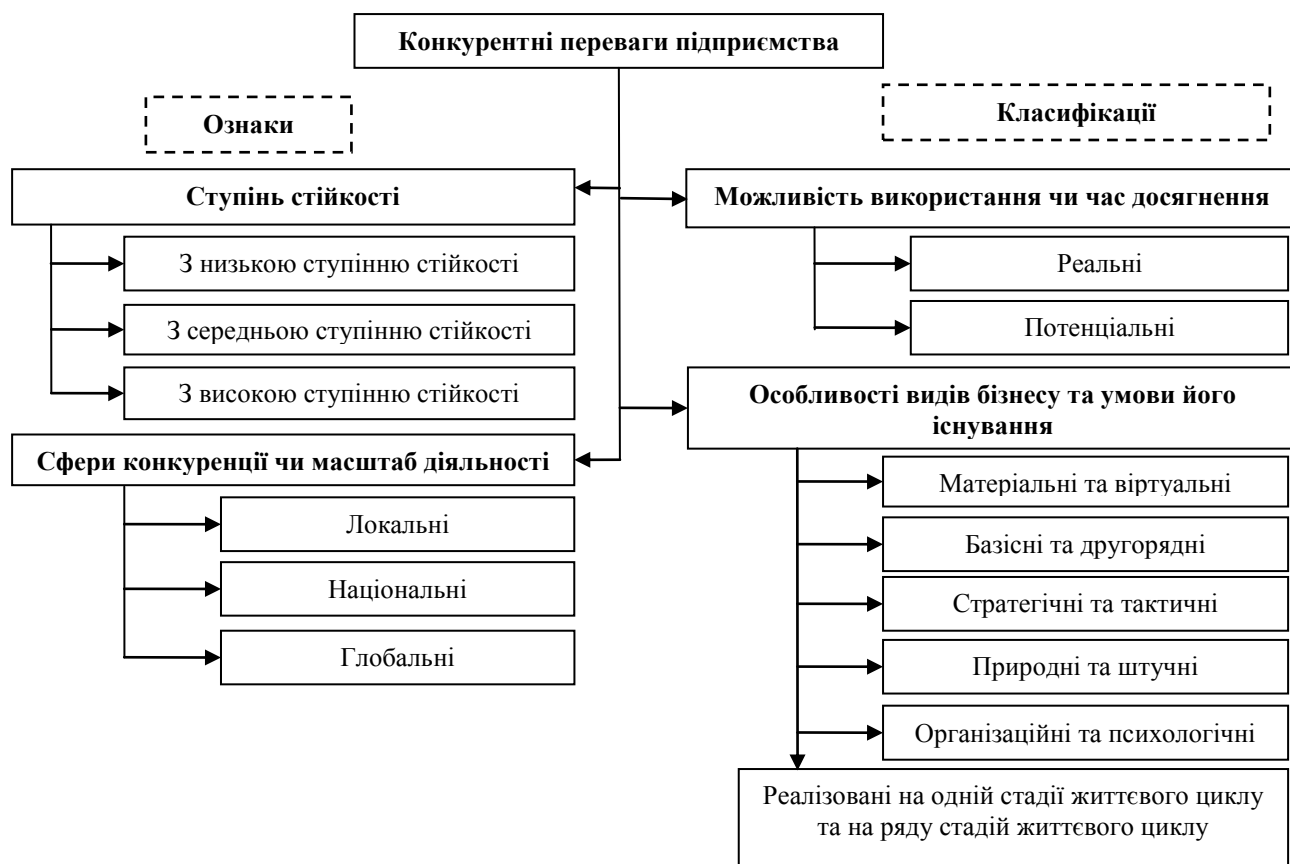 Конкурентні переваги підприємства
Ознаки
Класифікації
Ступінь стійкості
З низькою ступінню стійкості
З середньою ступінню стійкості
З високою ступінню стійкості
Сфери конкуренції чи масштаб діяльності
Локальні
Національні
Глобальні
Можливість використання чи час досягнення
Реальні
Потенціальні
Особливості видів бізнесу та умови його
існування
Матеріальні та віртуальні
Базісні та другорядні
Стратегічні та тактичні
Природні та штучні
Організаційні та психологічні
Реалізовані на одній стадії життєвого циклу
та на ряду стадій життєвого циклу